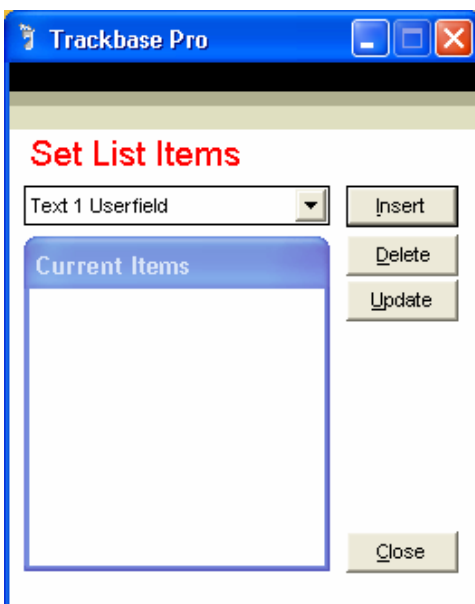 Trackbase Pro
Set List Items
Text 1 Userfield
Insert
Current Items
Delete
Update
Close